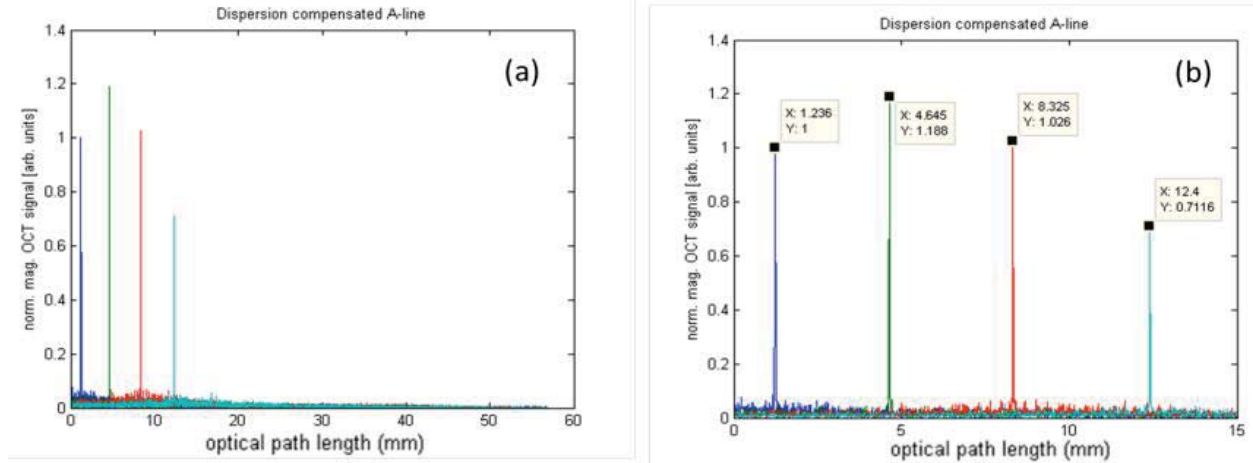 Dispersion compensated A-line
(a)
norm. mag. OCT signal [arb. units]
1.4
1.2
1
0.8
0.6
0.4
0.2
0
0 10 20 30 40 50 60
optical path length (mm)
Dispersion compensated A-line
(b)
norm. mag. OCT signal [arb. units]
1.4
1.2
1
0.8
0.6
0.4
0.2
0
X: 1.236
Y: 1
X: 4.645
Y: 1.188
X: 8.325
Y: 1.026
X: 12.4
Y: 0.7116
0 5 10 15
optical path length (mm)